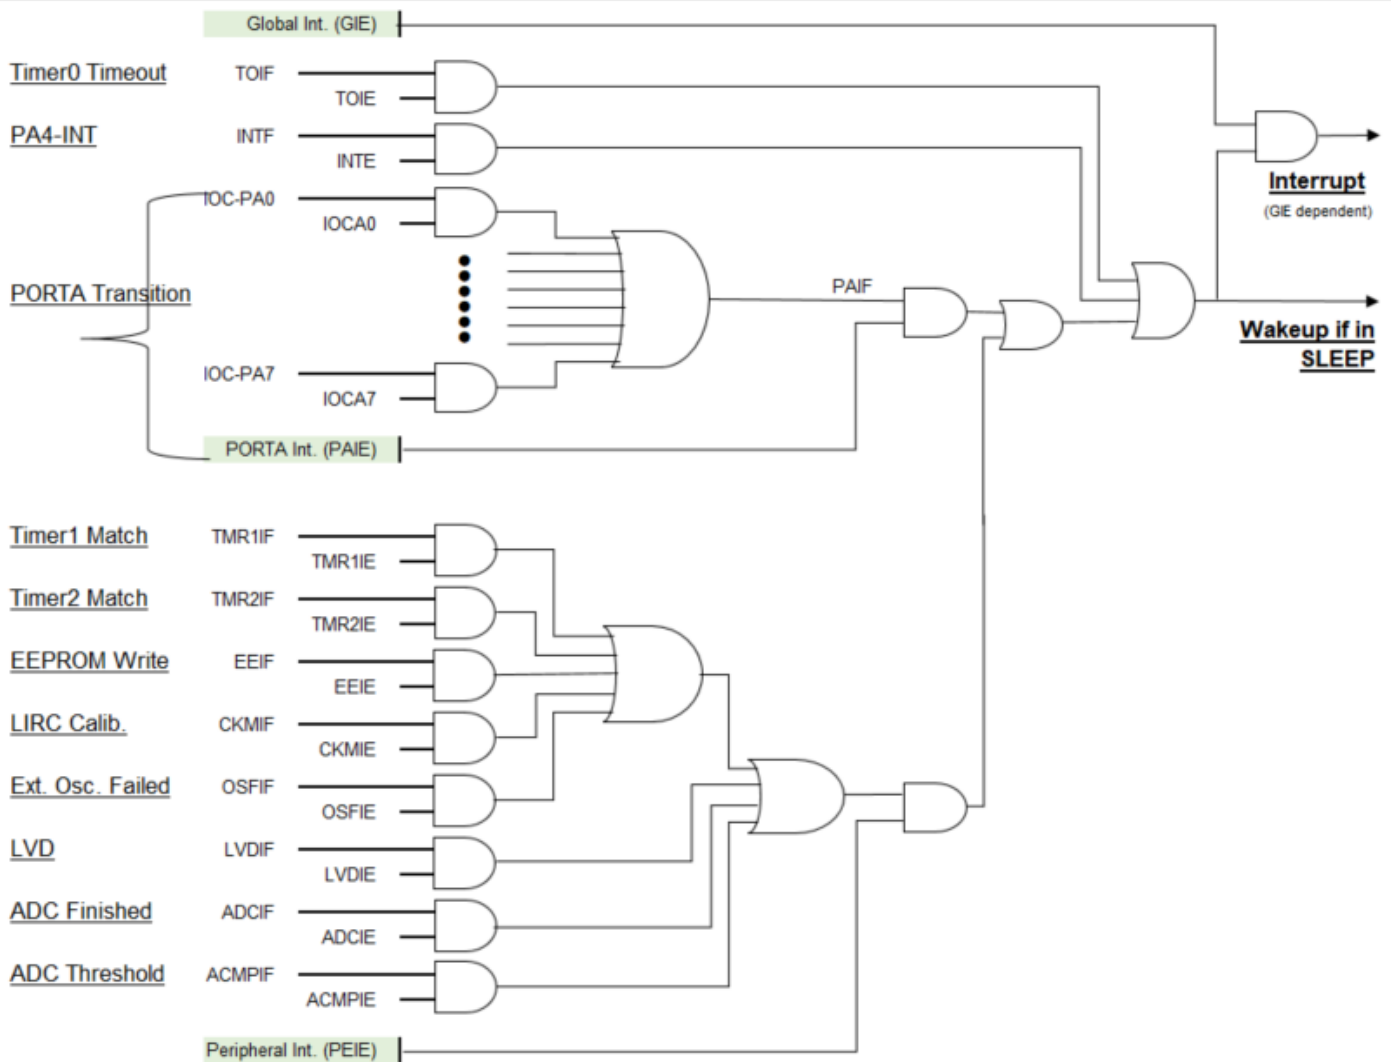 Global Int. (GIE)
Timer0 Timeout TOIF
TOIE
PA4-INT INTF
INTE
IOC-PA0
IOCA0
PORTA Transition
PAIF
IOC-PA7
IOCA7
PORTA Int. (PAIE)
Interrupt
(GIE dependent)
Wakeup if in
SLEEP
Timer1 Match TMR1IF
TMR1IE
Timer2 Match TMR2IF
TMR2IE
EEPROM Write EEIF
EEIE
LIRC Calib. CKMIF
CKMIE
Ext. Osc. Failed OSFIF
OSFIE
LVD LVDIF
LVDIE
ADC Finished ADCIF
ADCIE
ADC Threshold ACMPIF
ACMPIE
Peripheral Int. (PEIE)